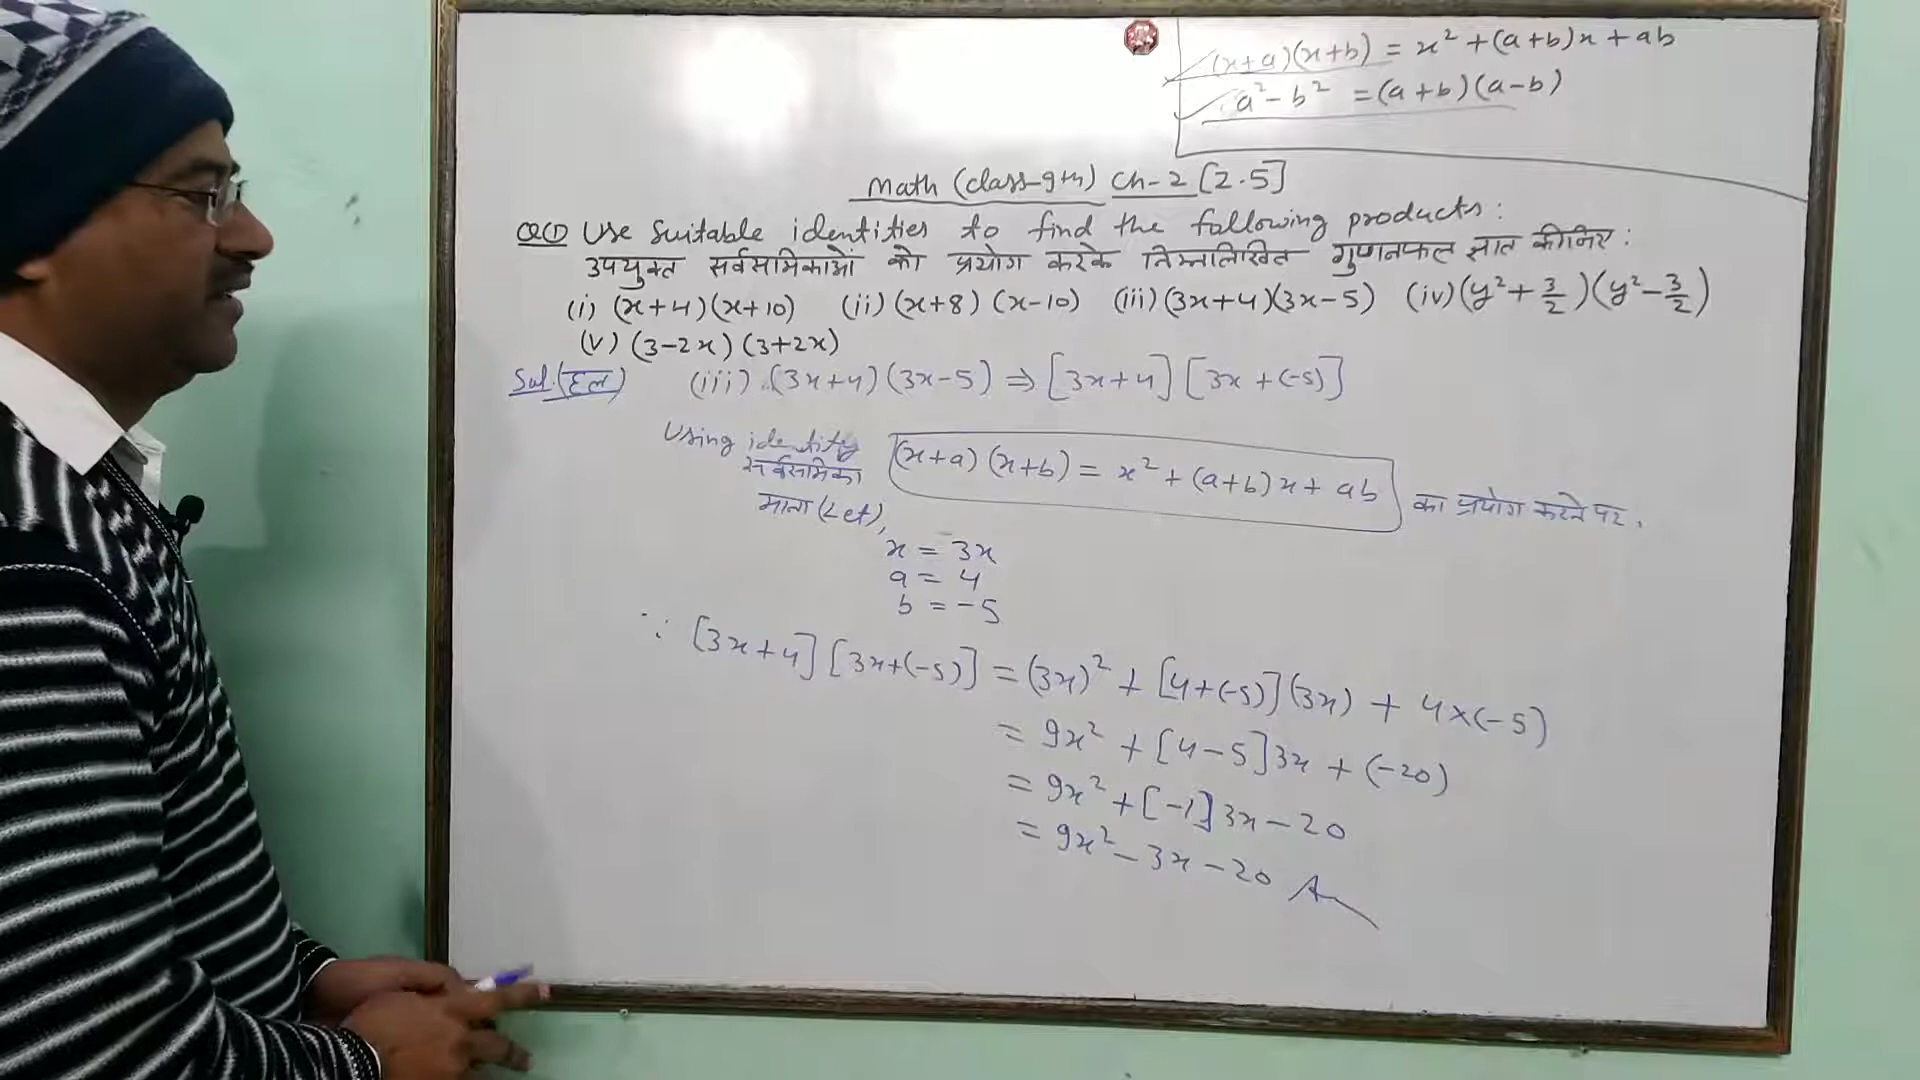 (x+a)(x+b) = x² + (a+b)x + ab
a² - b² = (a+b)(a-b)
Math (class-9th) Ch-2 [2.5]
Q① Use Suitable identities to find the following products:
उपयुक्त सर्वसमिकाओं को प्रयोग करके निम्नलिखित गुणनफल ज्ञात कीजिए:
(i) (x+4)(x+10) (ii) (x+8) (x-10) (iii) (3x+4)(3x-5) (iv) (y² + 3/2)(y² - 3/2)
(v) (3-2x) (3+2x)
Sol. (हल) (iii) (3x+4) (3x-5) ⇒ [3x+4] [3x + (-5)]
Using identity (x+a) (x+b) = x² + (a+b)x + ab का प्रयोग करने पर,
सर्वसमिका
माना (Let),
x = 3x
a = 4
b = -5
∵ [3x+4] [3x+(-5)] = (3x)² + [4+(-5)](3x) + 4×(-5)
= 9x² + [4-5]3x + (-20)
= 9x² + [-1]3x - 20
= 9x² - 3x - 20 Ans